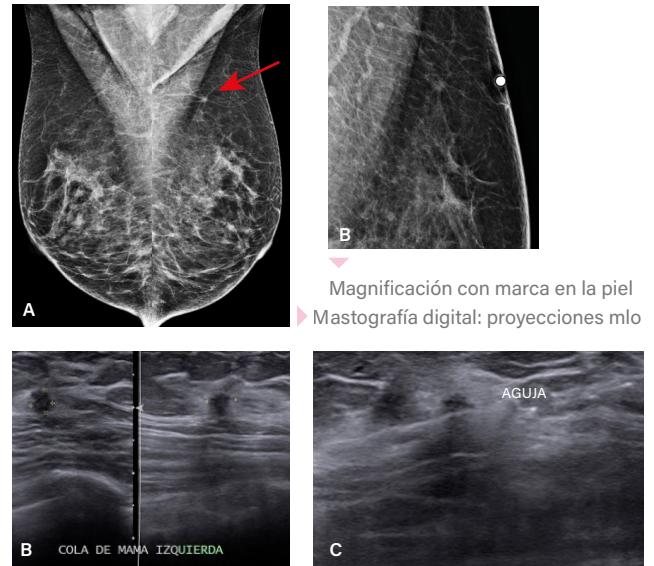 A
B
Magnificación con marca en la piel
Mastografía digital: proyecciones mlo
AGUJA
B COLA DE MAMA IZQUIERDA
C